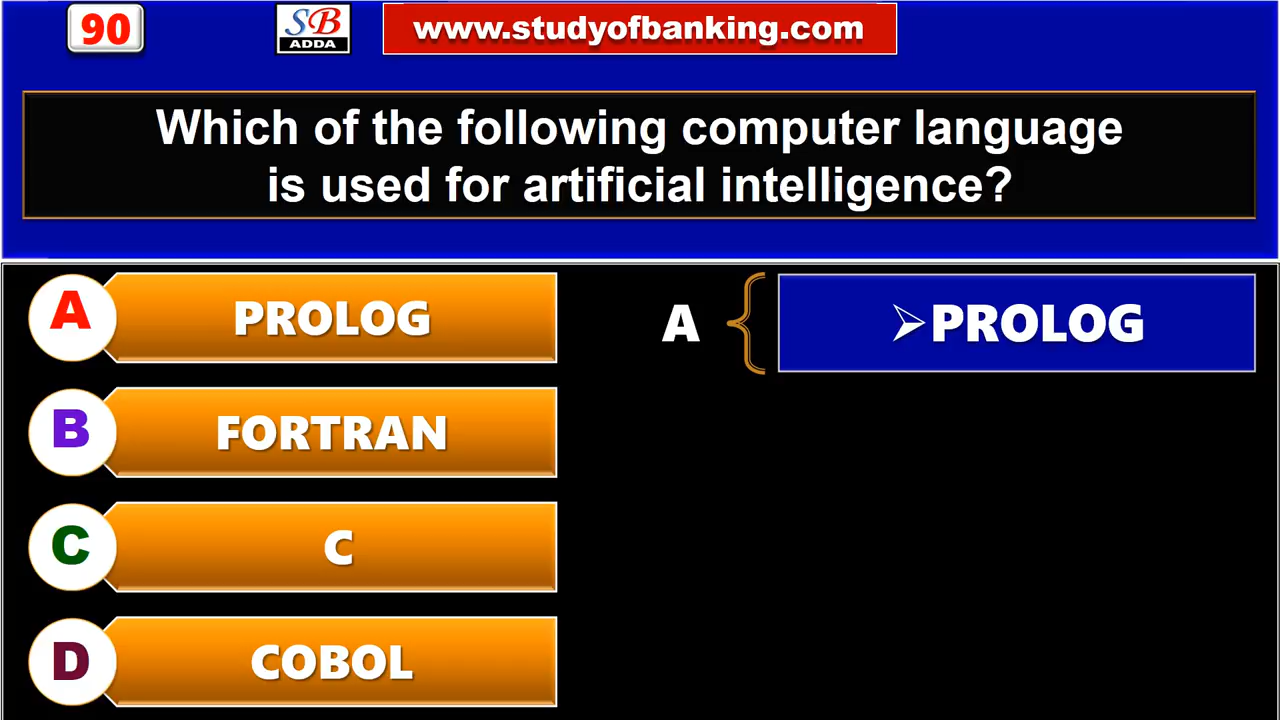 90
SB
ADDA
www.studyofbanking.com
Which of the following computer language
is used for artificial intelligence?
A
PROLOG
A
➢PROLOG
B
FORTRAN
C
C
D
COBOL